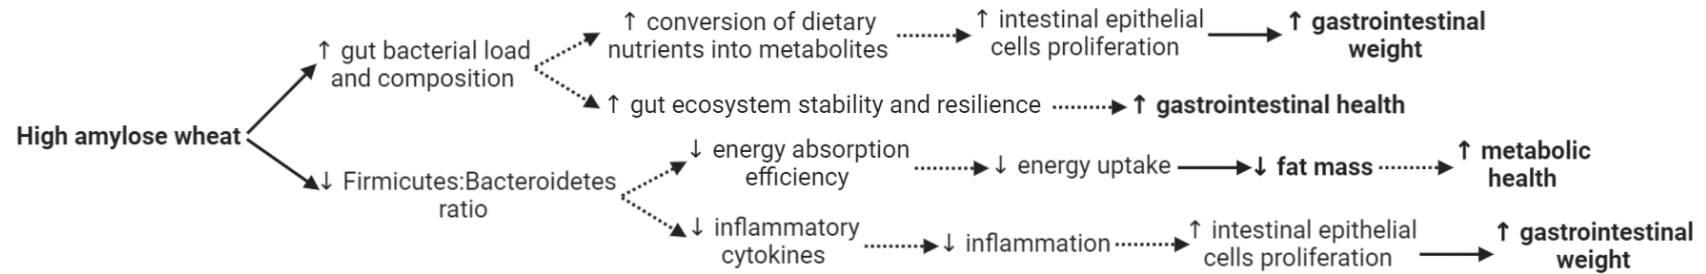 High amylose wheat
↑ gut bacterial load
and composition
↑ conversion of dietary
nutrients into metabolites
↑ intestinal epithelial
cells proliferation
↑ gastrointestinal
weight
↑ gut ecosystem stability and resilience
↑ gastrointestinal health
↓ Firmicutes:Bacteroidetes
ratio
↓ energy absorption
efficiency
↓ energy uptake
↓ fat mass
↑ metabolic
health
↓ inflammatory
cytokines
↓ inflammation
↑ intestinal epithelial
cells proliferation
↑ gastrointestinal
weight